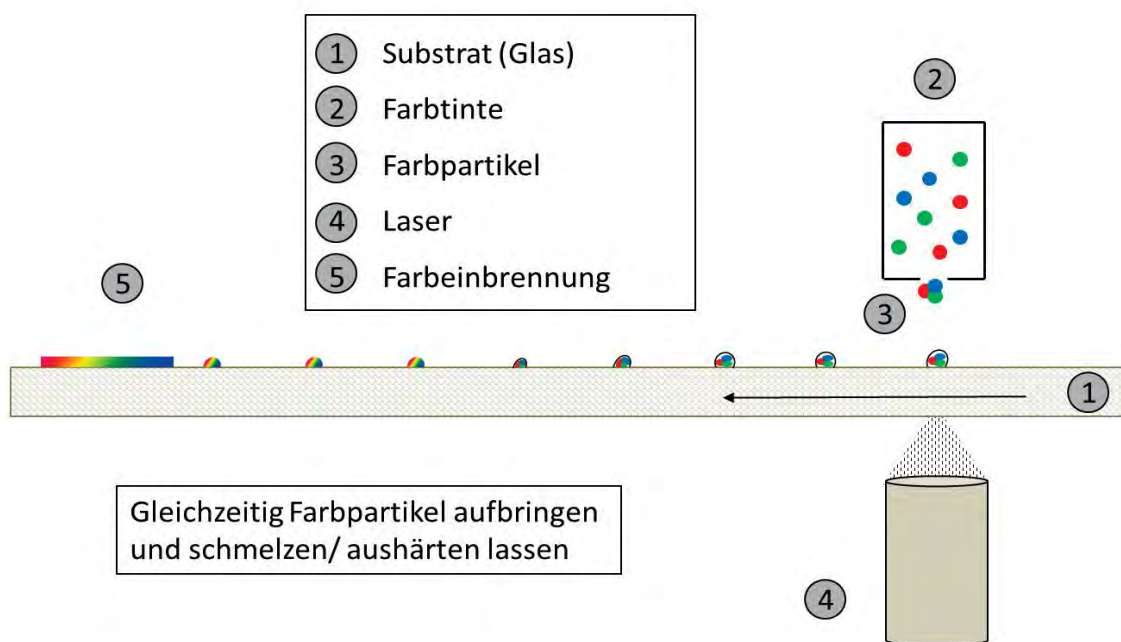 1 Substrat (Glas)
2 Farbtinte
3 Farbpartikel
4 Laser
5 Farbeinbrennung
2
3
5
1
Gleichzeitig Farbpartikel aufbringen
und schmelzen/ aushärten lassen
4